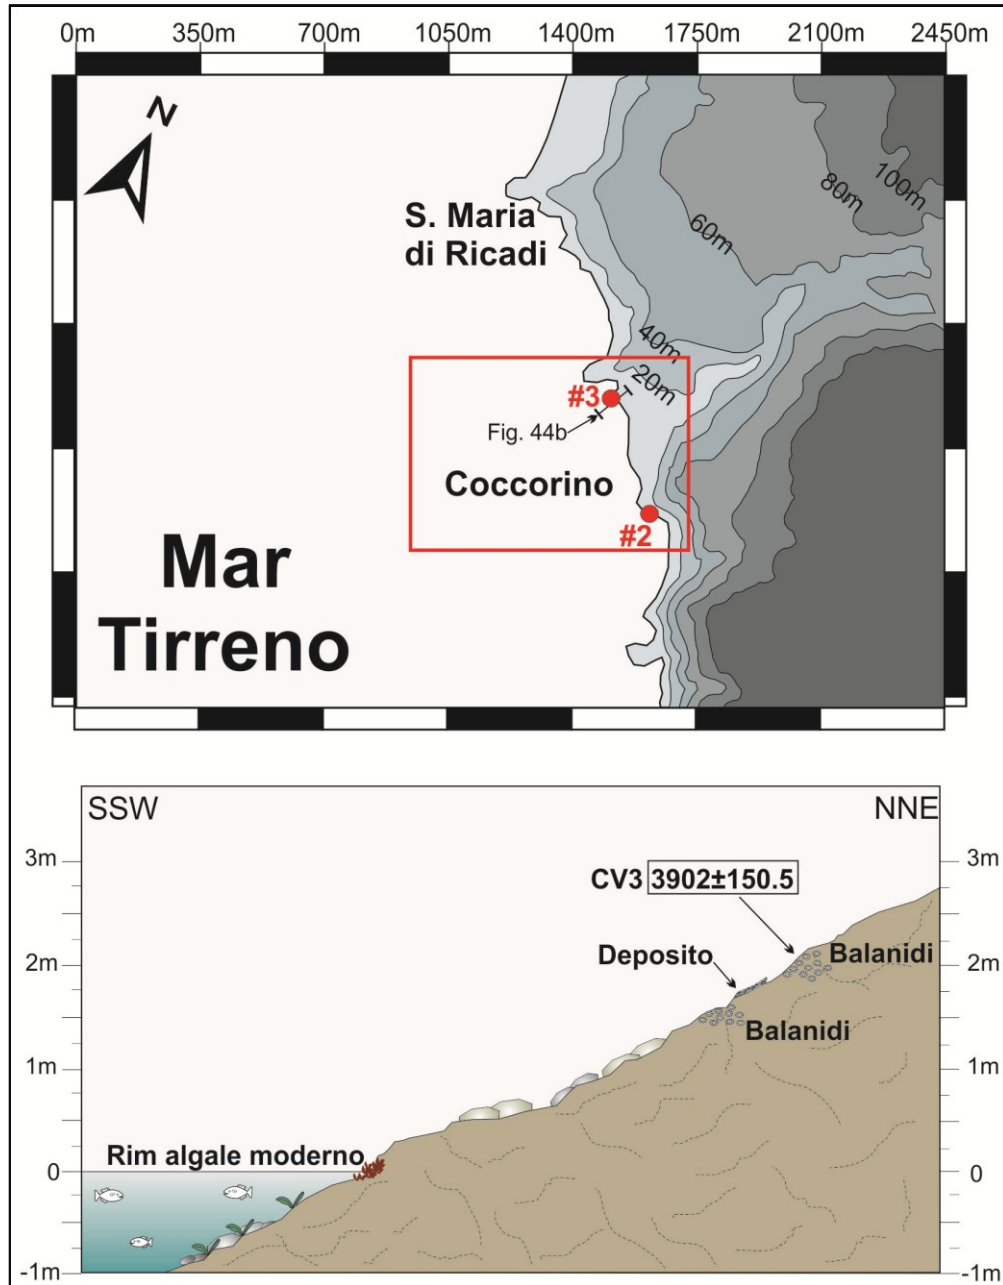 0m 350m 700m 1050m 1400m 1750m 2100m 2450m
N
S. Maria
di Ricadi
100m
80m
60m
40m
20m
#3
Fig. 44b
Coccorino
#2
Mar
Tirreno
SSW NNE
3m 3m
CV3 3902±150.5
Deposito Balanidi
2m 2m
Balanidi
1m 1m
Rim algale moderno
0 0
-1m -1m